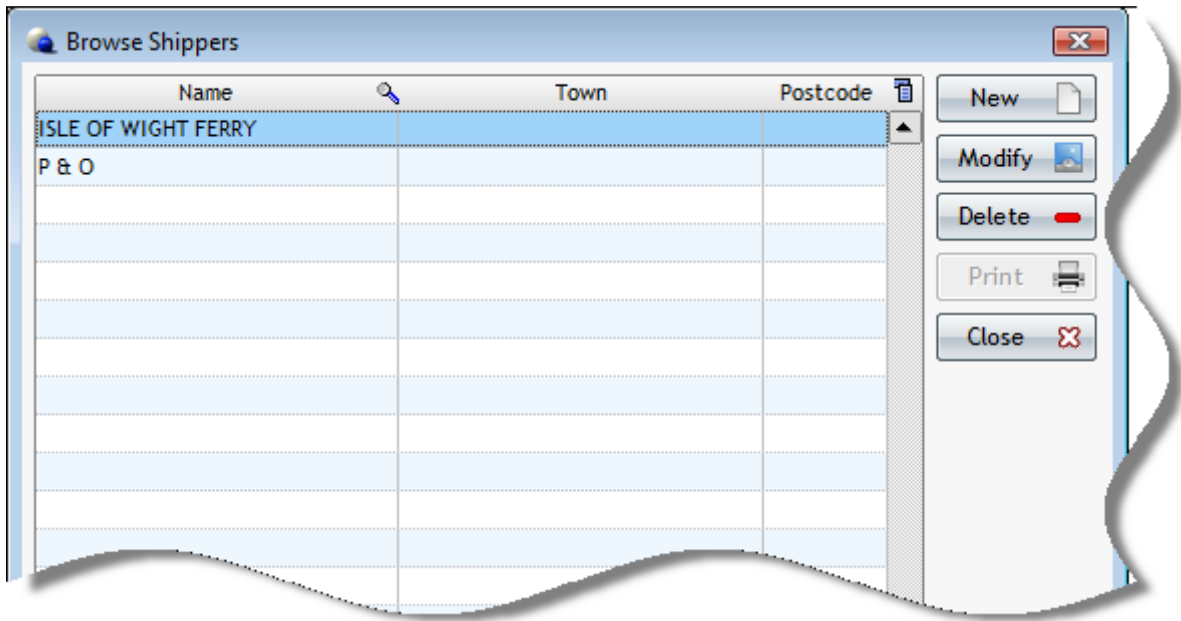 Browse Shippers
Name Town Postcode
ISLE OF WIGHT FERRY
P & O
New
Modify
Delete
Print
Close